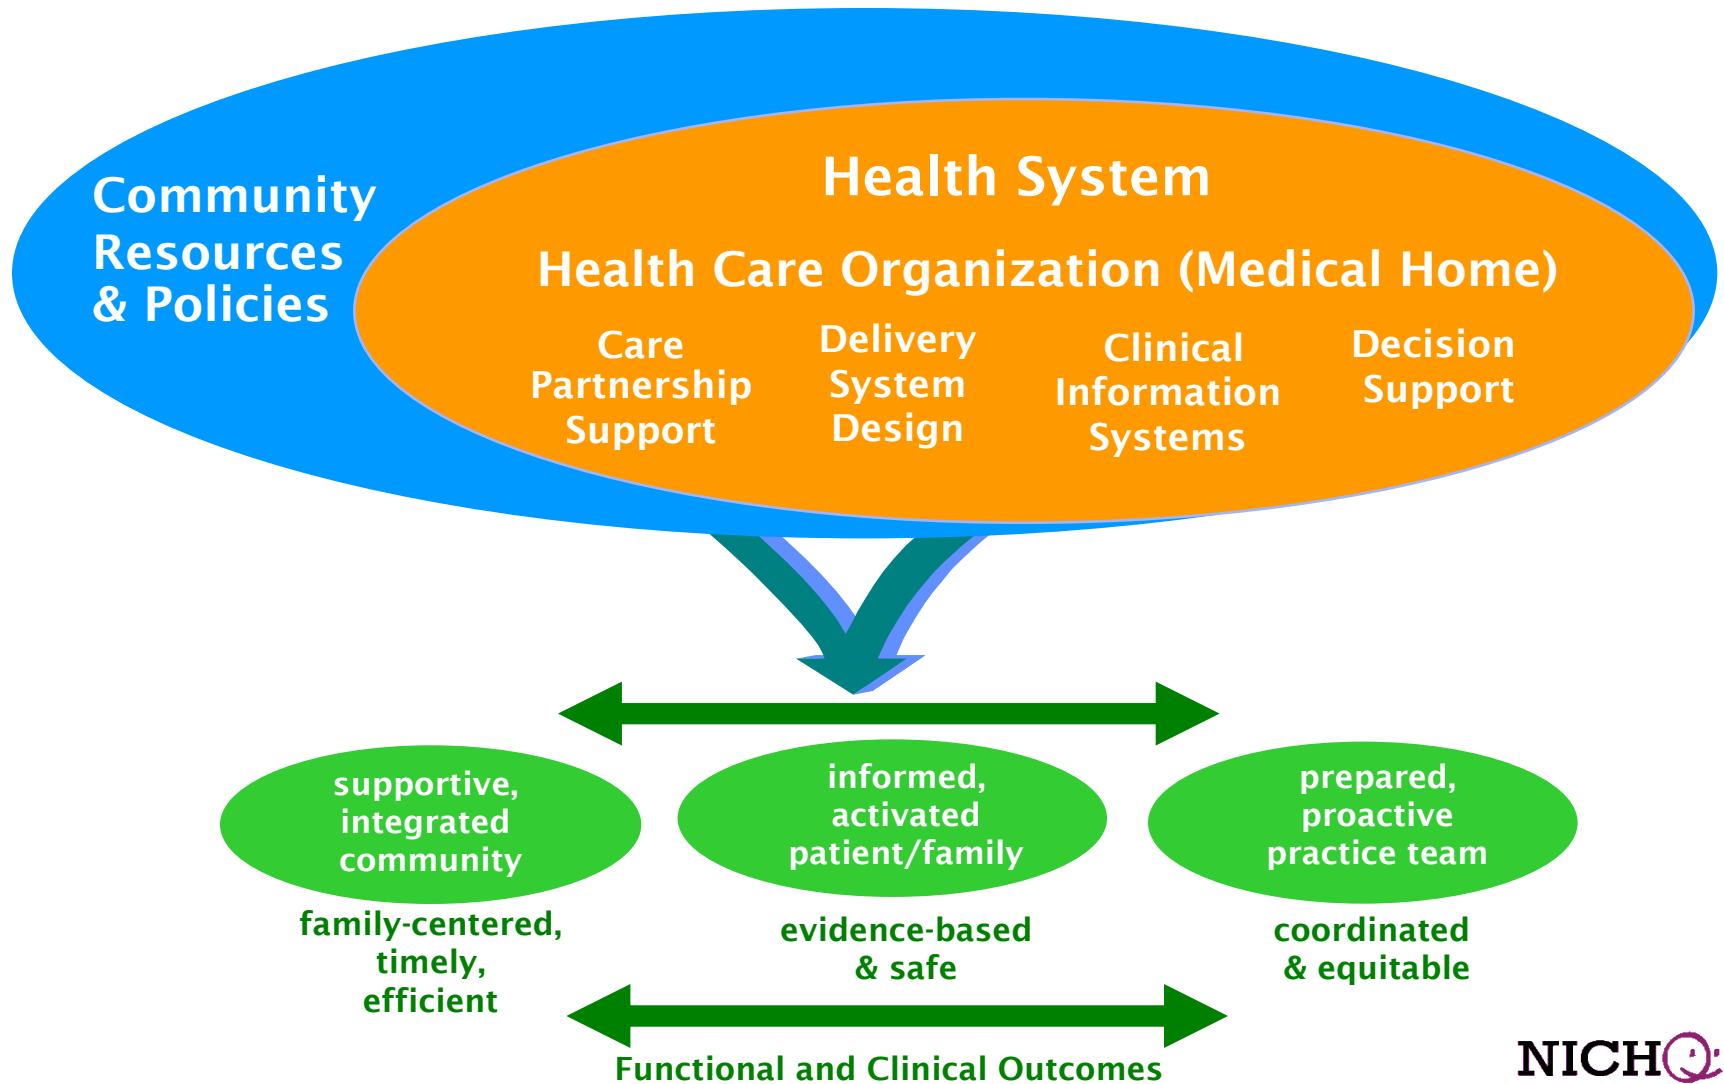 Community
Resources
& Policies
Health System
Health Care Organization (Medical Home)
Care
Partnership
Support
Delivery
System
Design
Clinical
Information
Systems
Decision
Support
supportive,
integrated
community
informed,
activated
patient/family
prepared,
proactive
practice team
family-centered,
timely,
efficient
evidence-based
& safe
coordinated
& equitable
Functional and Clinical Outcomes
NICHQ